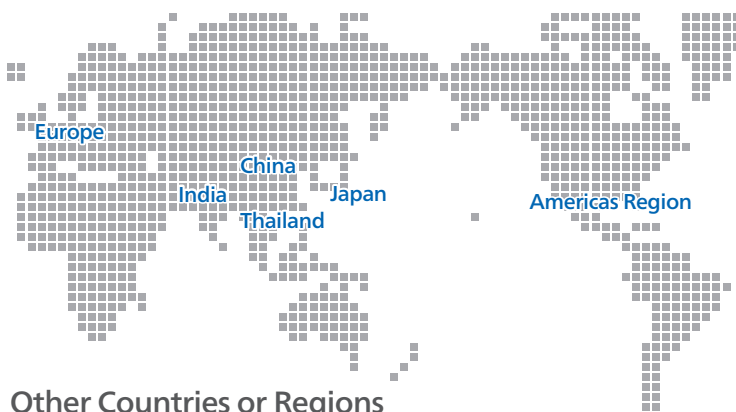 Europe
China
India
Japan
Thailand
Americas Region
Other Countries or Regions